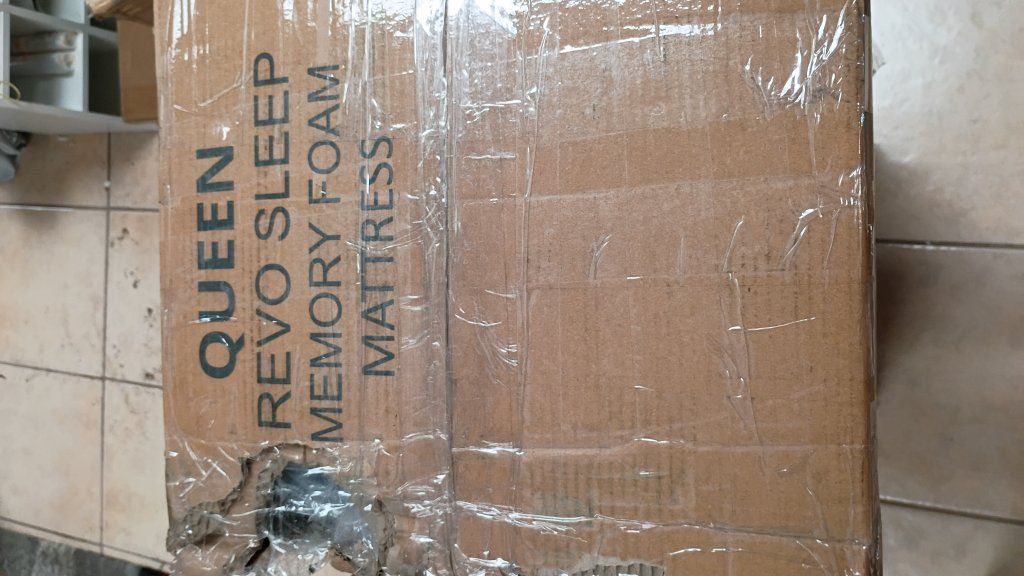 QUEEN
REVO SLEEP
MEMORY FOAM
MATTRESS